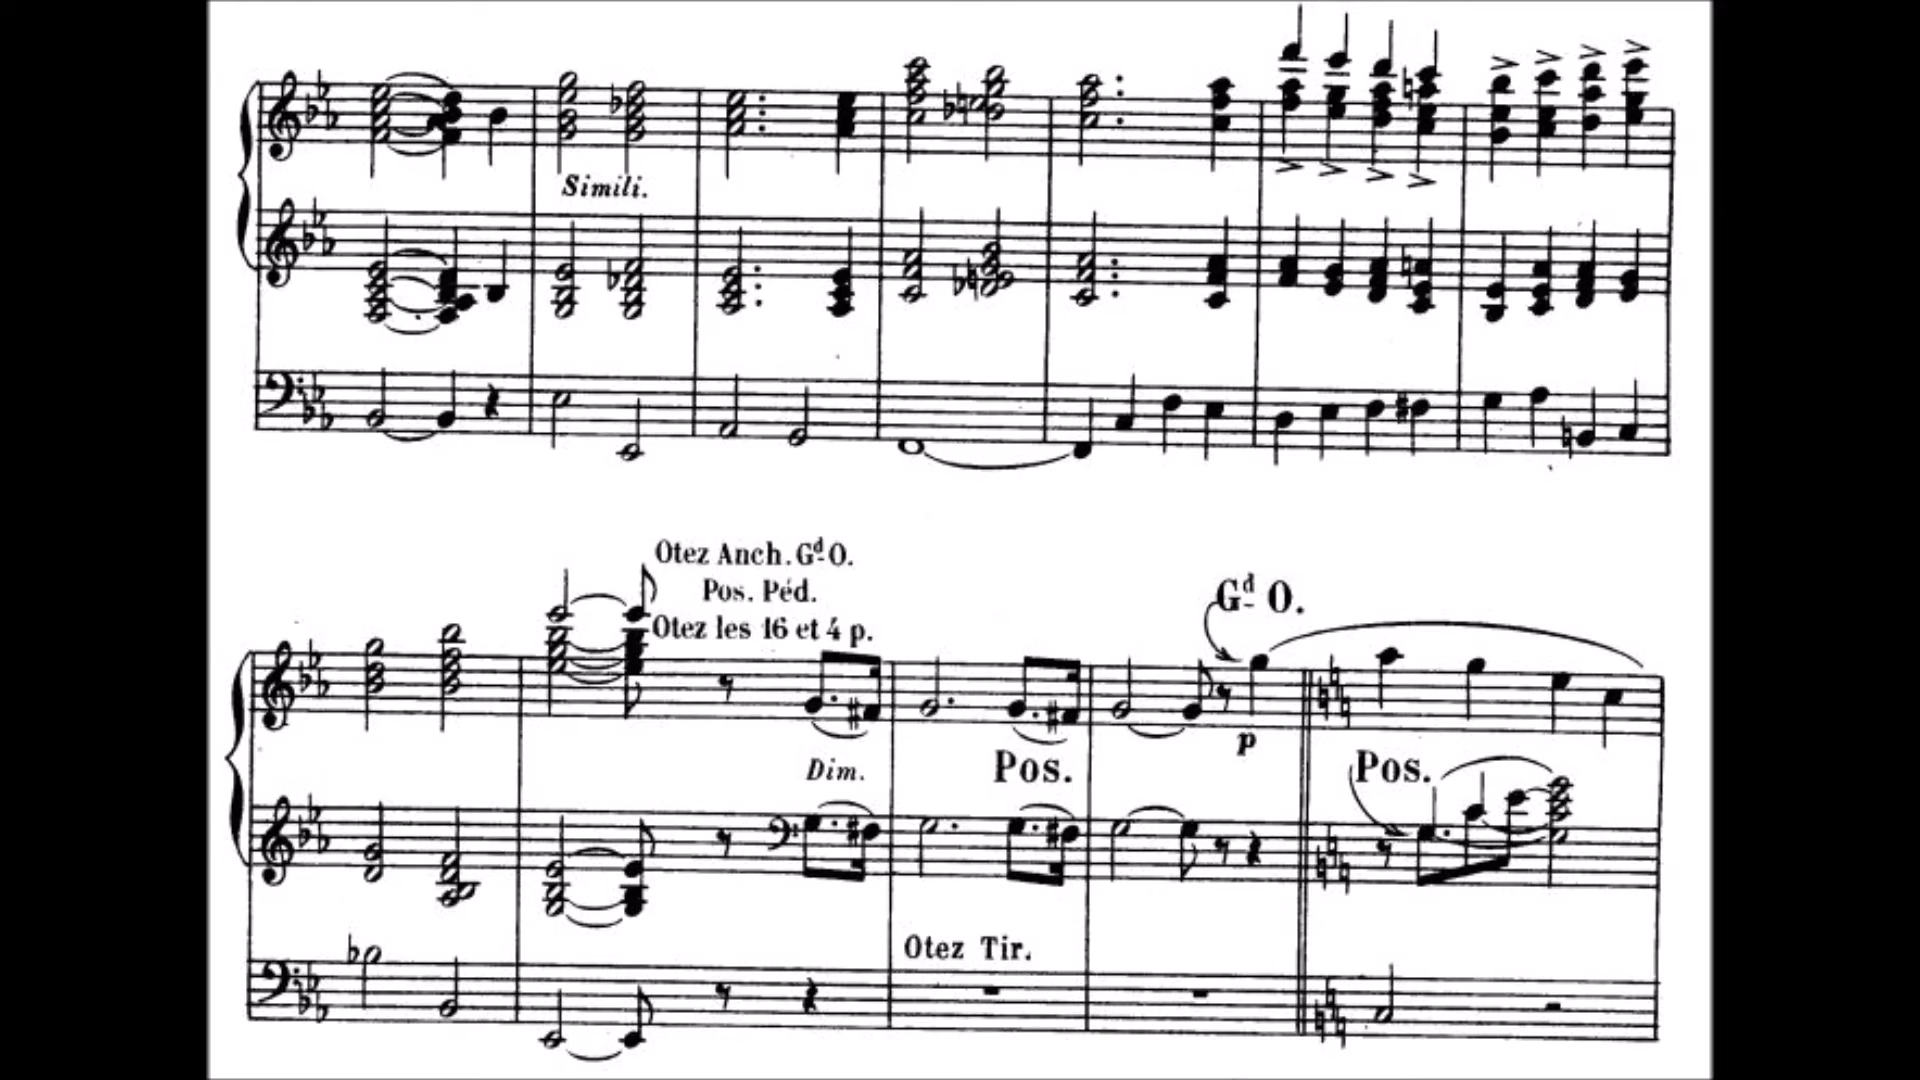 Simili.
Otez Anch. Gd O.
Pos. Péd.
Otez les 16 et 4 p.
Gd O.
p
Dim.
Pos.
Pos.
Otez Tir.